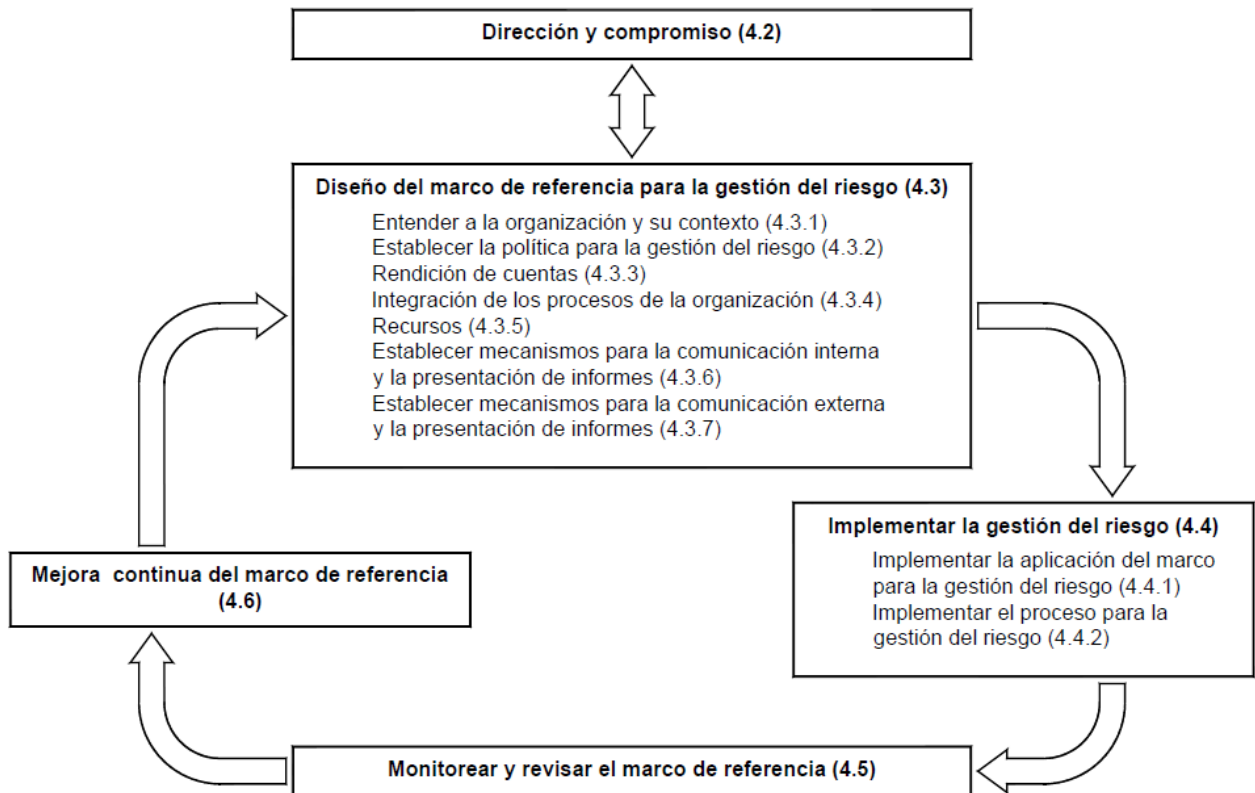 Dirección y compromiso (4.2)
Diseño del marco de referencia para la gestión del riesgo (4.3)
Entender a la organización y su contexto (4.3.1)
Establecer la política para la gestión del riesgo (4.3.2)
Rendición de cuentas (4.3.3)
Integración de los procesos de la organización (4.3.4)
Recursos (4.3.5)
Establecer mecanismos para la comunicación interna
y la presentación de informes (4.3.6)
Establecer mecanismos para la comunicación externa
y la presentación de informes (4.3.7)
Implementar la gestión del riesgo (4.4)
Implementar la aplicación del marco
para la gestión del riesgo (4.4.1)
Implementar el proceso para la
gestión del riesgo (4.4.2)
Mejora continua del marco de referencia
(4.6)
Monitorear y revisar el marco de referencia (4.5)